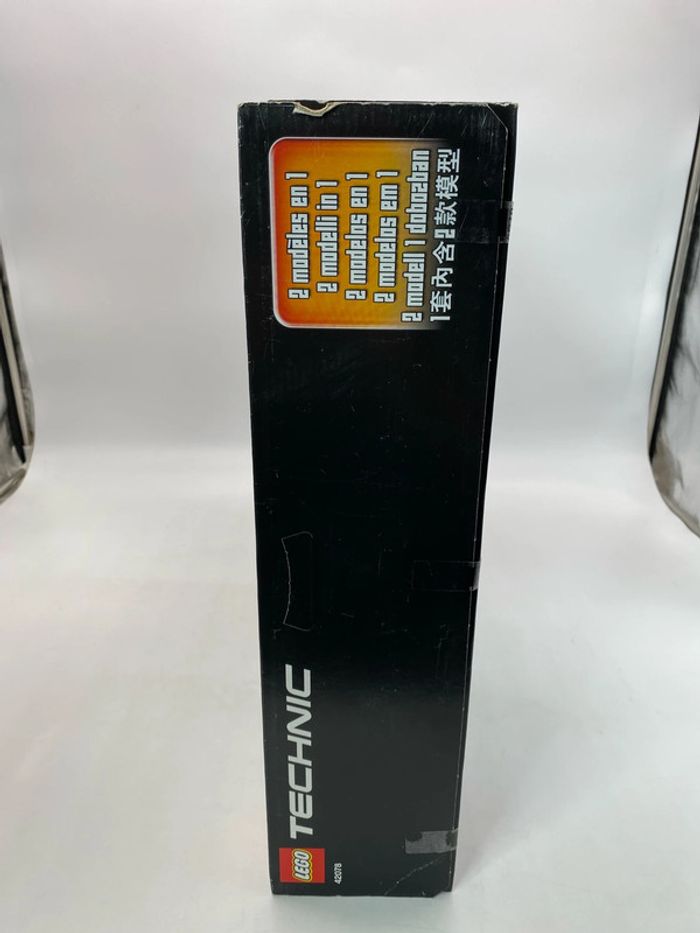 2 modèles en 1
2 modelli in 1
2 modelos en 1
2 modelos em 1
2 modell 1 dobozban
1套內含2款模型
LEGO TECHNIC
42078